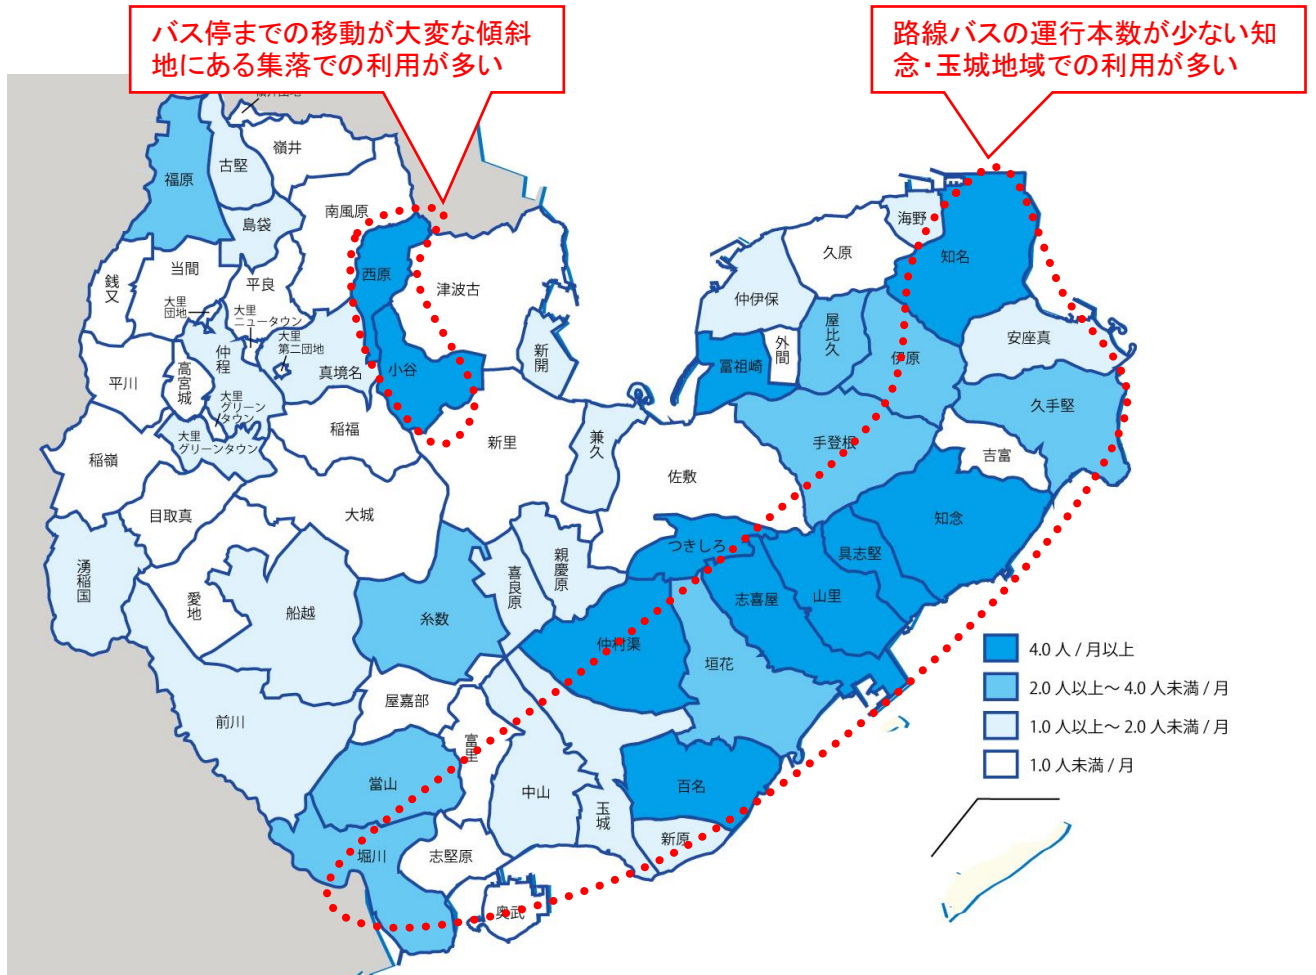 バス停までの移動が大変な傾斜
地にある集落での利用が多い
路線バスの運行本数が少ない知
念・玉城地域での利用が多い
嶺井
古堅
福原
島袋
南風原
海野
久原
知名
西原
津波古
銭又
当間
平良
大里
団地
大里
ニュータウン
大里
第二団地
仲程
真境名
小谷
新開
仲伊保
屋比久
外間
冨祖崎
伊原
安座真
久手堅
平川
高宮城
大里
グリーン
タウン
大里
グリーンタウン
稲福
新里
兼久
佐敷
手登根
吉富
稲嶺
目取真
大城
知念
つきしろ
具志堅
湧稲国
愛地
船越
糸数
喜良原
親慶原
志喜屋
山里
仲村渠
垣花
前川
屋嘉部
富里
當山
中山
玉城
百名
新原
堀川
志堅原
奥武
4.0 人 / 月以上
2.0 人以上～ 4.0 人未満 / 月
1.0 人以上～ 2.0 人未満 / 月
1.0 人未満 / 月